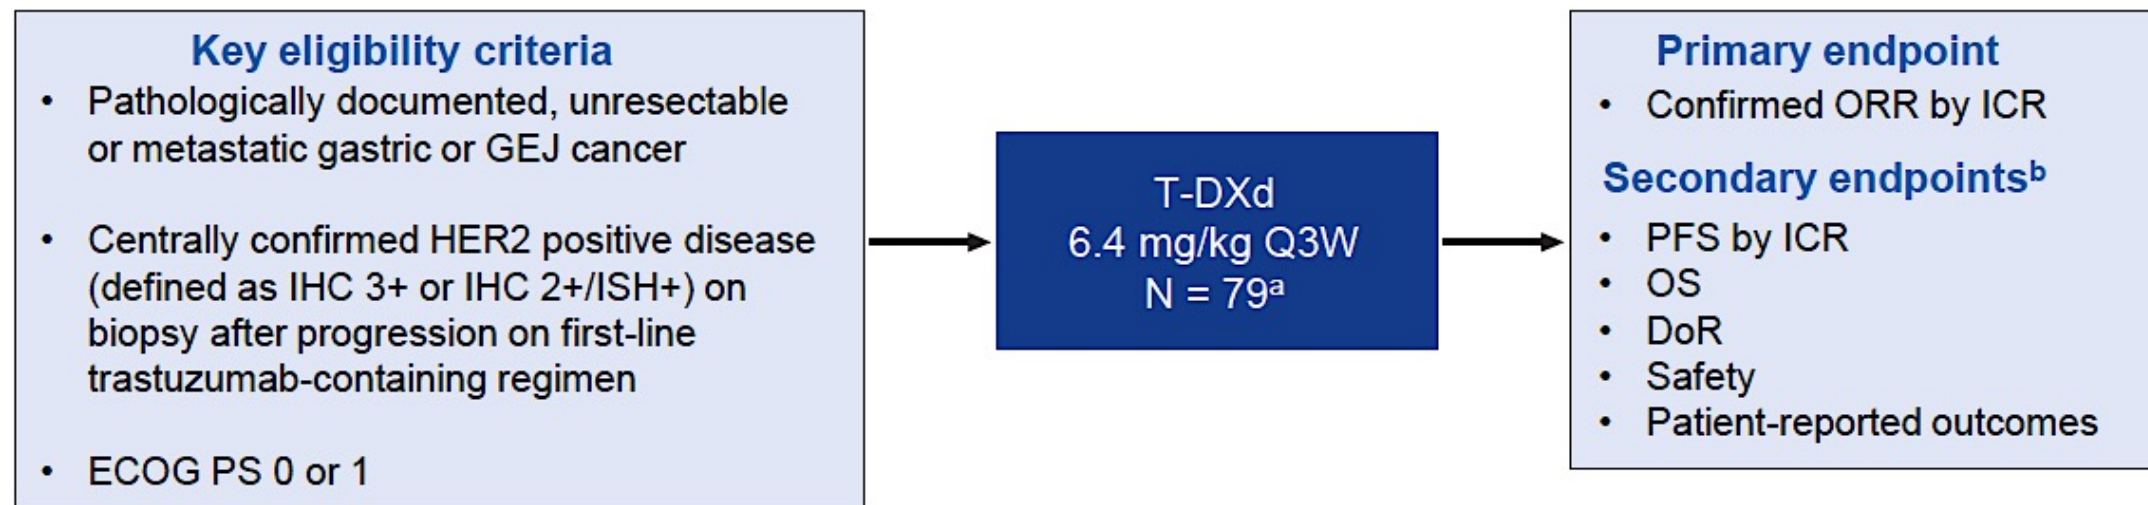 Key eligibility criteria
• Pathologically documented, unresectable
or metastatic gastric or GEJ cancer
• Centrally confirmed HER2 positive disease
(defined as IHC 3+ or IHC 2+/ISH+) on
biopsy after progression on first-line
trastuzumab-containing regimen
• ECOG PS 0 or 1
T-DXd
6.4 mg/kg Q3W
N = 79ᵃ
Primary endpoint
• Confirmed ORR by ICR
Secondary endpointsᵇ
• PFS by ICR
• OS
• DoR
• Safety
• Patient-reported outcomes